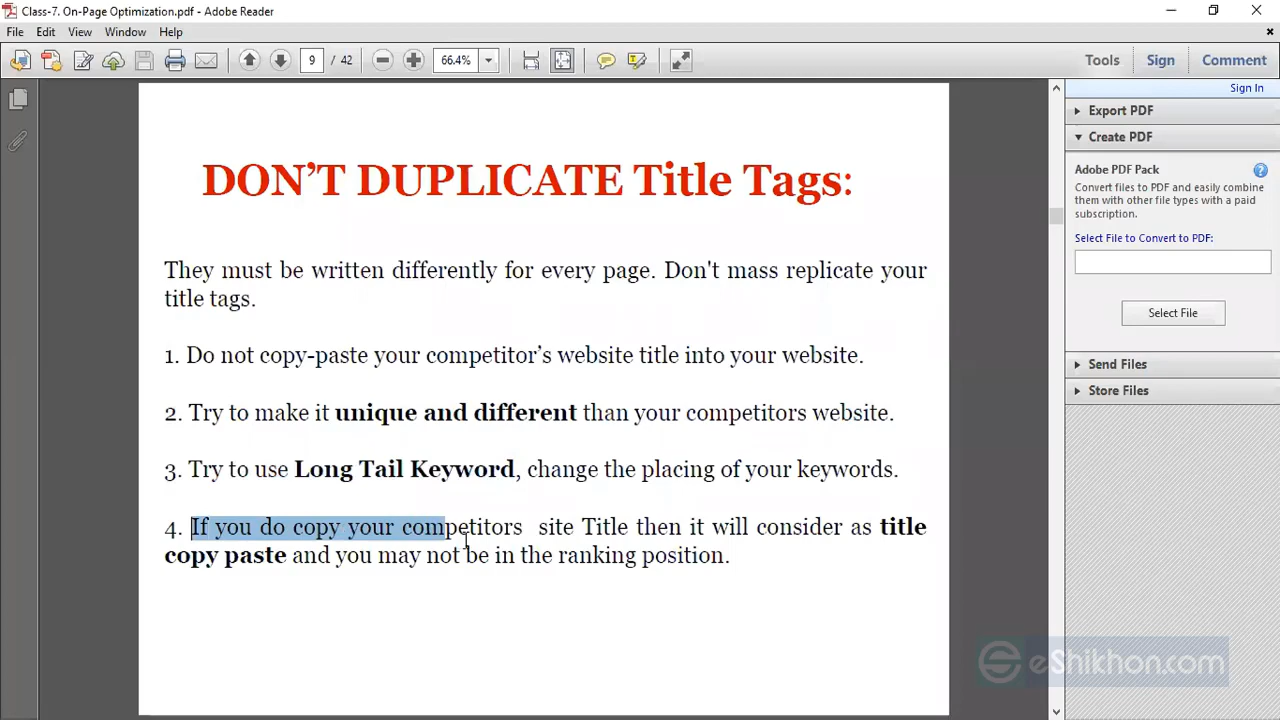 Class-7. On-Page Optimization.pdf - Adobe Reader
File Edit View Window Help
9 / 42 66.4% Tools Sign Comment
Sign In
Export PDF
Create PDF
Adobe PDF Pack
Convert files to PDF and easily combine
them with other file types with a paid
subscription.
Select File to Convert to PDF:
Select File
Send Files
Store Files
DON’T DUPLICATE Title Tags:
They must be written differently for every page. Don't mass replicate your
title tags.
1. Do not copy-paste your competitor’s website title into your website.
2. Try to make it unique and different than your competitors website.
3. Try to use Long Tail Keyword, change the placing of your keywords.
4. If you do copy your competitors site Title then it will consider as title
copy paste and you may not be in the ranking position.
eShikhon.com